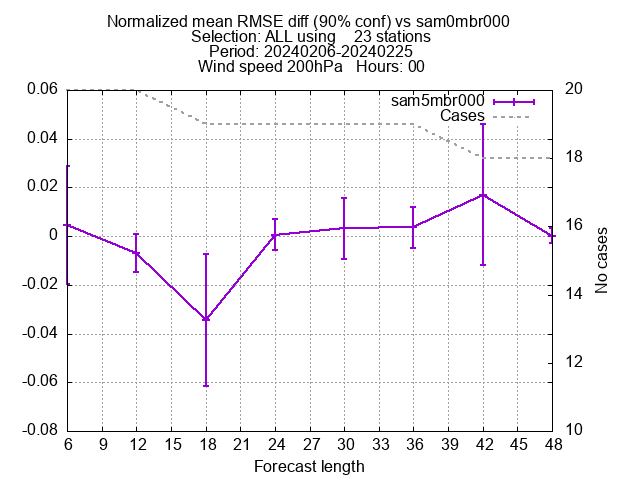 Normalized mean RMSE diff (90% conf) vs sam0mbr000
Selection: ALL using    23 stations
Period: 20240206-20240225
Wind speed 200hPa   Hours: 00
sam5mbr000
Cases
0.06
0.04
0.02
0
-0.02
-0.04
-0.06
-0.08
20
18
16
14
12
10
No cases
6 9 12 15 18 21 24 27 30 33 36 39 42 45 48
Forecast length